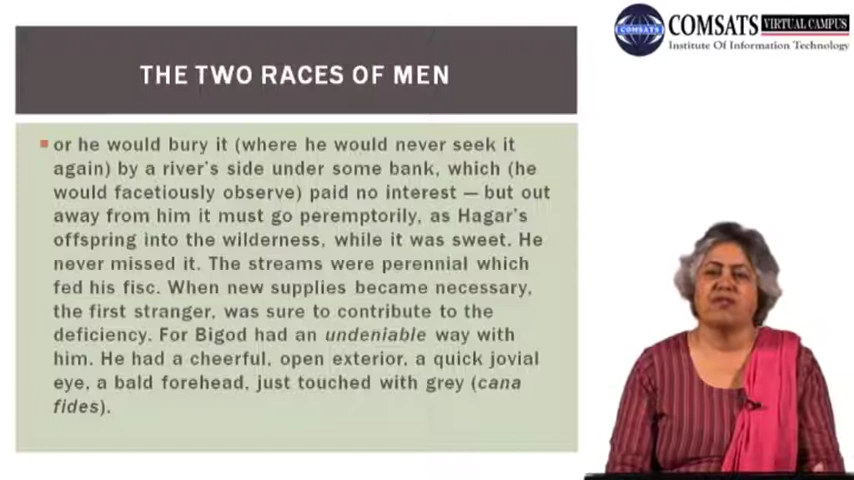 COMSATS VIRTUAL CAMPUS
COMSATS
Institute Of Information Technology
THE TWO RACES OF MEN
or he would bury it (where he would never seek it
again) by a river's side under some bank, which (he
would facetiously observe) paid no interest — but out
away from him it must go peremptorily, as Hagar's
offspring into the wilderness, while it was sweet. He
never missed it. The streams were perennial which
fed his fisc. When new supplies became necessary,
the first stranger, was sure to contribute to the
deficiency. For Bigod had an undeniable way with
him. He had a cheerful, open exterior, a quick jovial
eye, a bald forehead, just touched with grey (cana
fides).